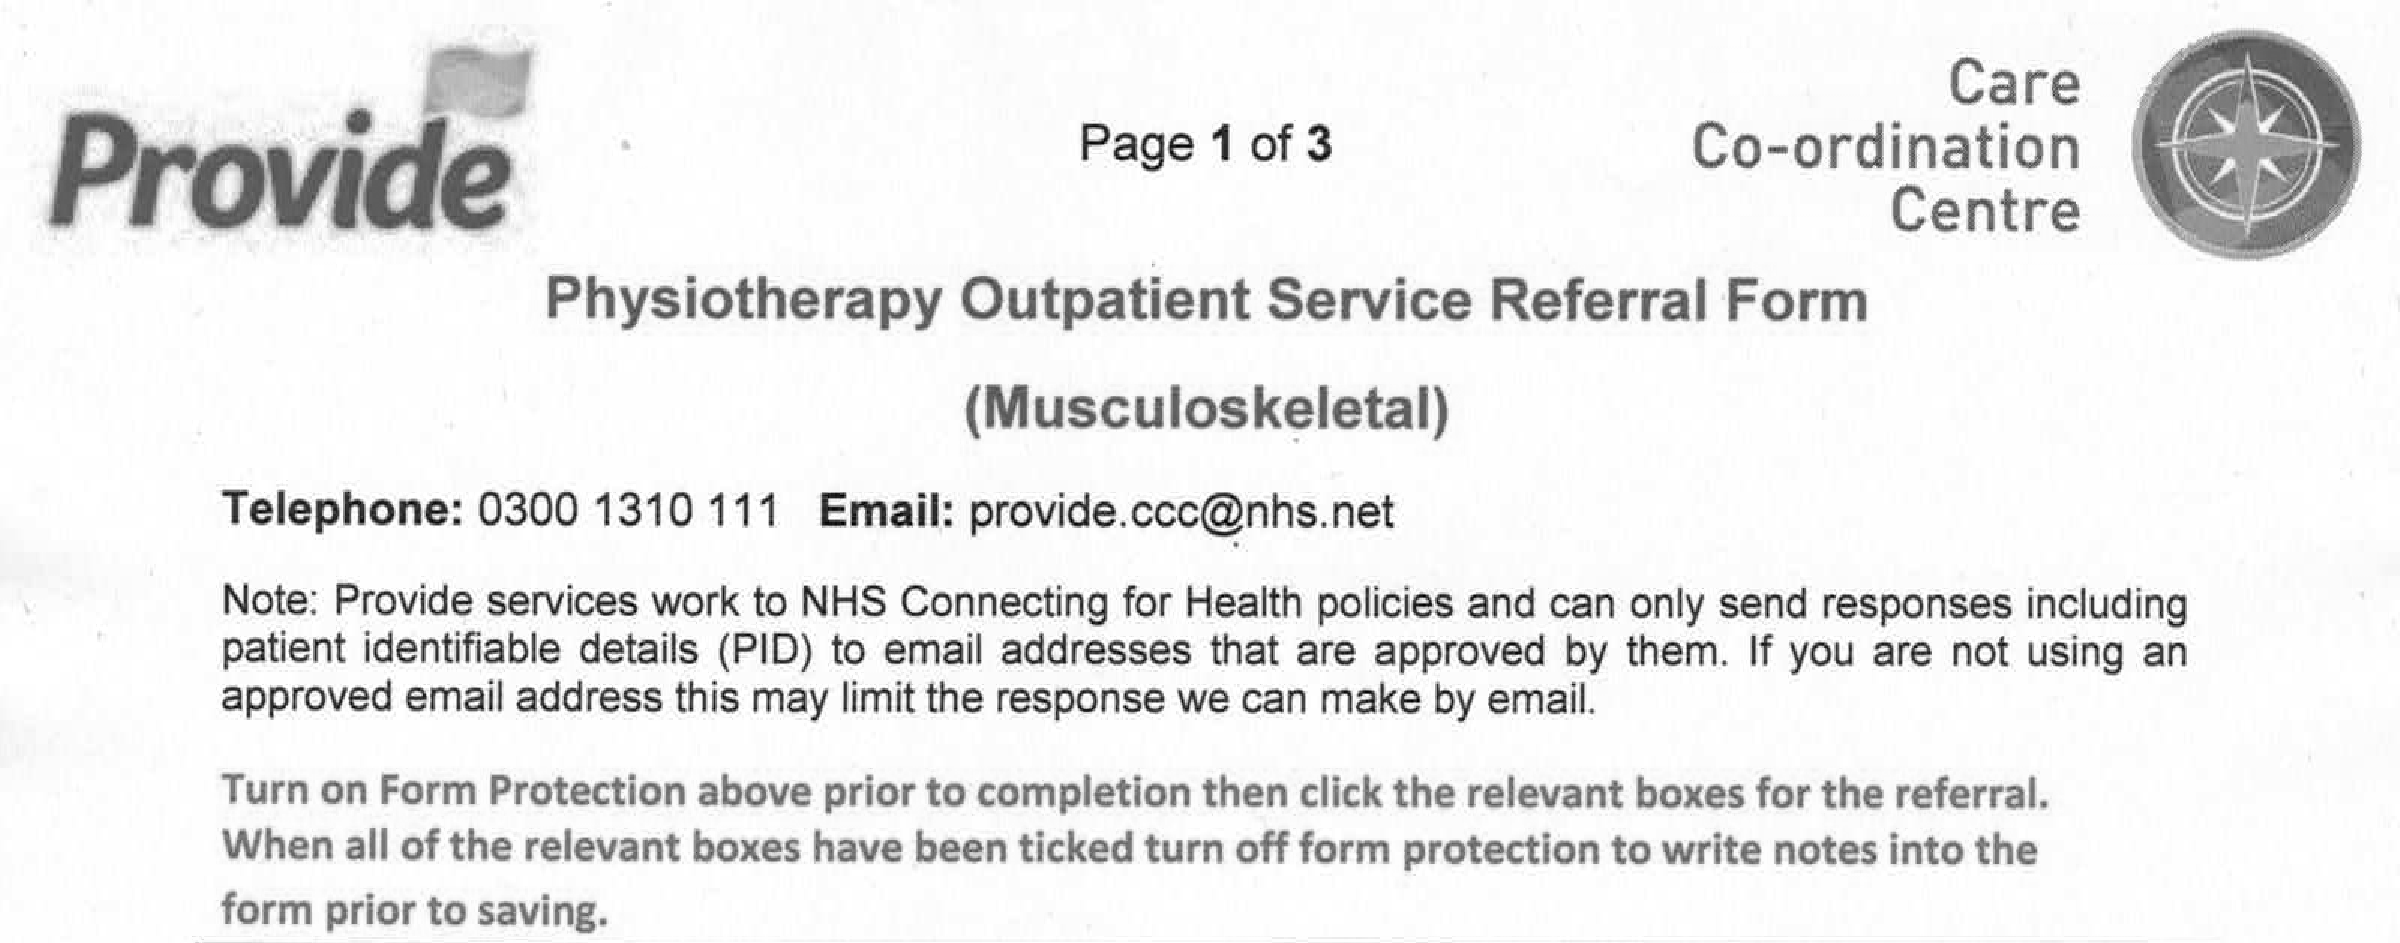 Provide
Page 1 of 3
Care
Co-ordination
Centre
Physiotherapy Outpatient Service Referral Form
(Musculoskeletal)
Telephone: 0300 1310 111 Email: provide.ccc@nhs.net
Note: Provide services work to NHS Connecting for Health policies and can only send responses including
patient identifiable details (PID) to email addresses that are approved by them. If you are not using an
approved email address this may limit the response we can make by email.
Turn on Form Protection above prior to completion then click the relevant boxes for the referral.
When all of the relevant boxes have been ticked turn off form protection to write notes into the
form prior to saving.